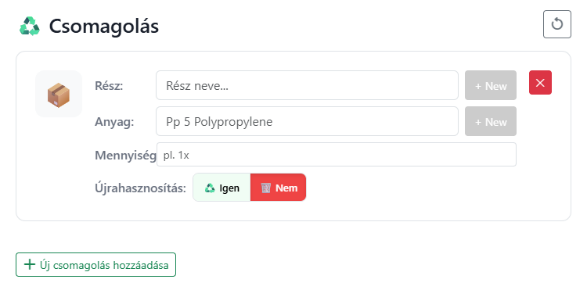 Csomagolás
Rész: Rész neve... + New
Anyag: Pp 5 Polypropylene + New
Mennyiség pl. 1x
Újrahasznosítás: Igen Nem
Új csomagolás hozzáadása